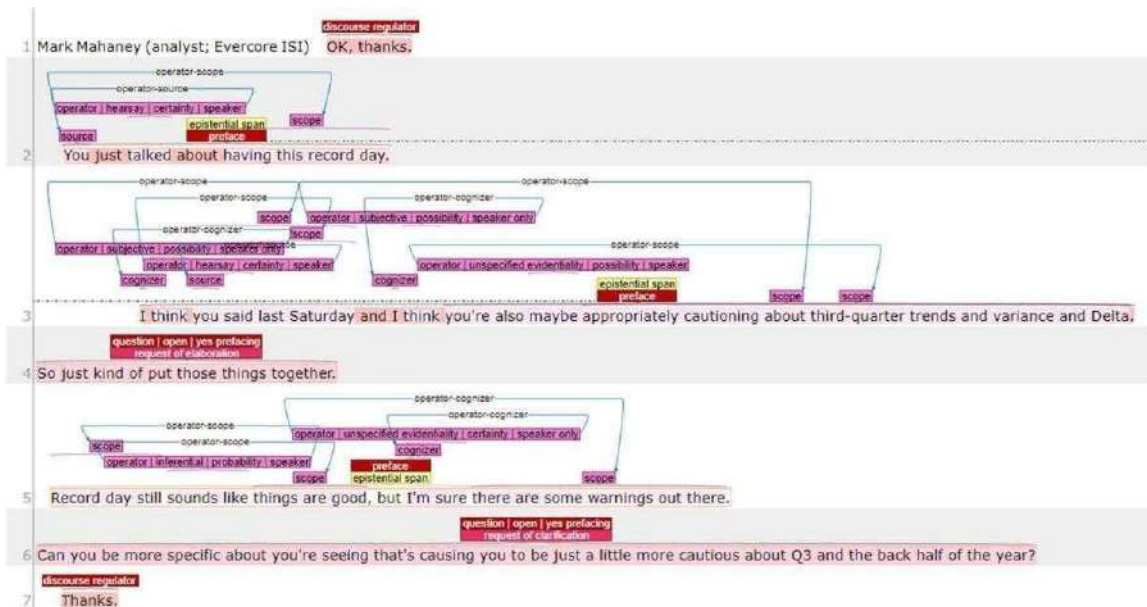 discourse regulator
1 Mark Mahaney (analyst; Evercore ISI) OK, thanks.
operator-scope
operator-source
operator | hearsay | certainty | speaker
scope
epistential span
source
preface
2 You just talked about having this record day.
operator-scope operator-scope
operator-scope operator-cognizer
scope operator | subjective | possibility | speaker only
operator-cognizer scope
operator | subjective | possibility | speaker only operator-scope
operator | hearsay | certainty | speaker operator | unspecified evidentiality | possibility | speaker
cognizer source cognizer epistential span
preface scope scope
3 I think you said last Saturday and I think you're also maybe appropriately cautioning about third-quarter trends and variance and Delta.
question | open | yes prefacing
request of elaboration
4 So just kind of put those things together.
operator-cognizer
operator-cognizer
operator-scope operator | unspecified evidentiality | certainty | speaker only
scope operator-scope cognizer
operator | inferential | probability | speaker preface
scope epistential span scope
5 Record day still sounds like things are good, but I'm sure there are some warnings out there.
question | open | yes prefacing
request of clarification
6 Can you be more specific about you're seeing that's causing you to be just a little more cautious about Q3 and the back half of the year?
discourse regulator
7 Thanks.